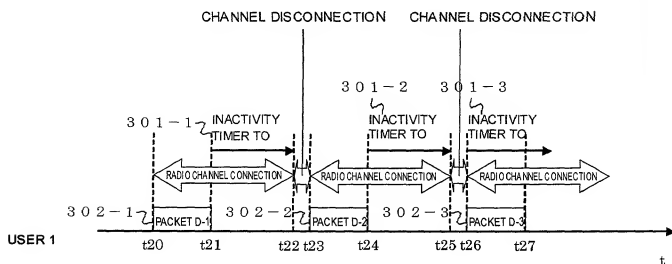 CHANNEL DISCONNECTION CHANNEL DISCONNECTION
301-2 301-3
301-1 INACTIVITY TIMER TO
INACTIVITY TIMER TO
INACTIVITY TIMER TO
RADIO CHANNEL CONNECTION RADIO CHANNEL CONNECTION RADIO CHANNEL CONNECTION
302-1 PACKET D-1 302-2 PACKET D-2 302-3 PACKET D-3
USER 1
t20 t21 t22 t23 t24 t25 t26 t27
t